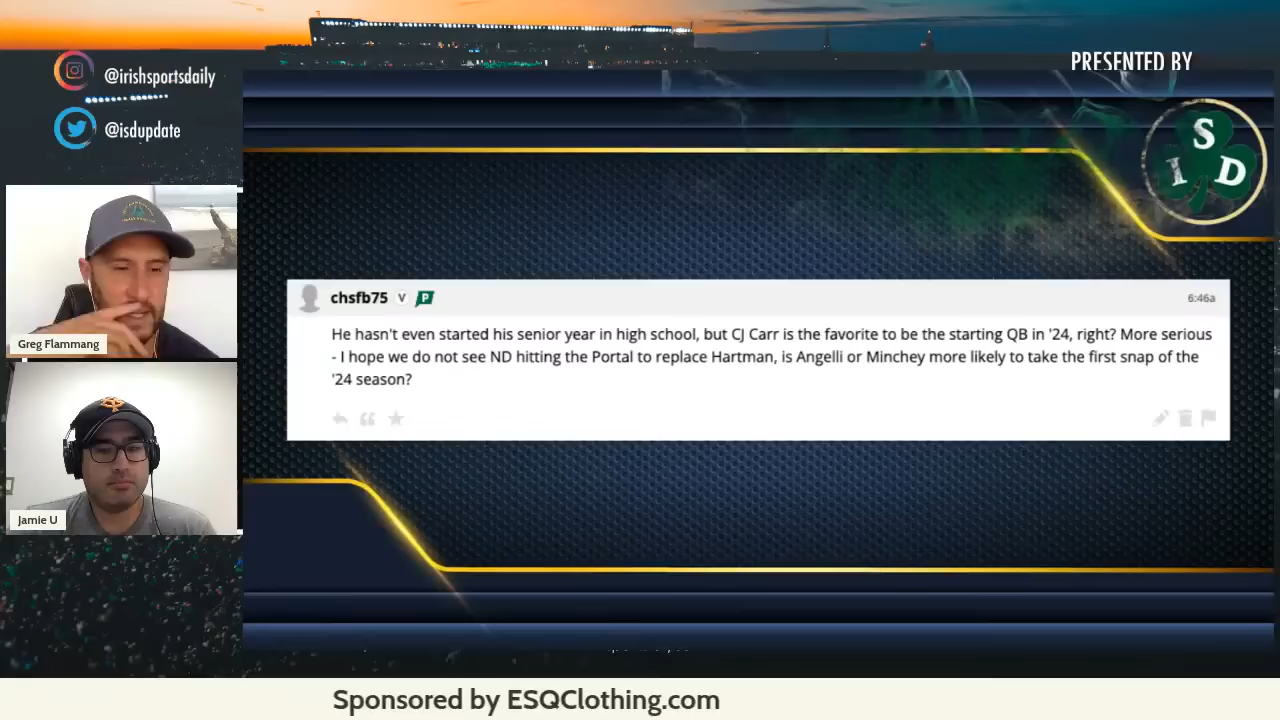 @irishsportsdaily
@isdupdate
PRESENTED BY
I S D
Greg Flammang
Jamie U
chsfb75 V P
6:46a
He hasn't even started his senior year in high school, but CJ Carr is the favorite to be the starting QB in '24, right? More serious
- I hope we do not see ND hitting the Portal to replace Hartman, is Angelli or Minchey more likely to take the first snap of the
'24 season?
Sponsored by ESQClothing.com